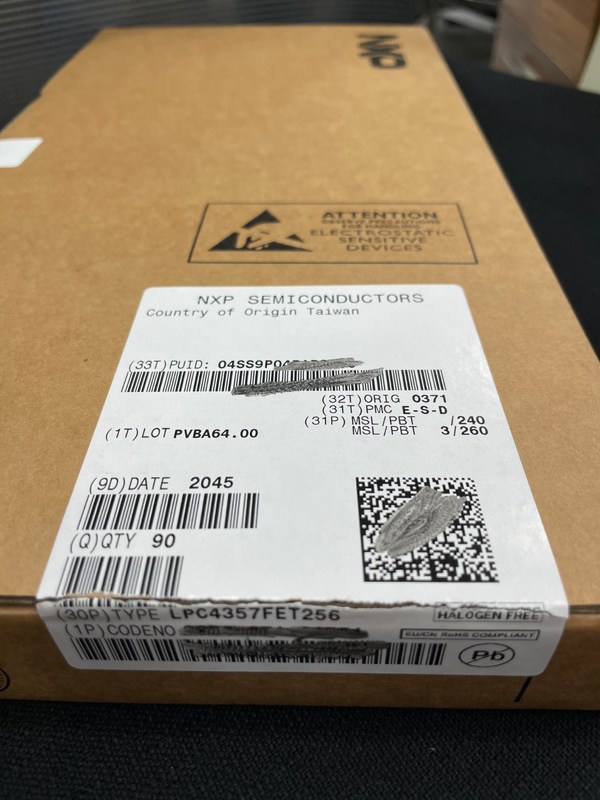 NXP
ATTENTION
OBSERVE PRECAUTIONS
FOR HANDLING
ELECTROSTATIC
SENSITIVE
DEVICES
NXP SEMICONDUCTORS
Country of Origin Taiwan
(33T)PUID: 04SS9P04
(32T)ORIG 0371
(31T)PMC E-S-D
(31P) MSL/PBT /240
MSL/PBT 3/260
(1T)LOT PVBA64.00
(9D)DATE 2045
(Q)QTY 90
(30P)TYPE LPC4357FET256
HALOGEN FREE
(1P)CODENO
EU/CN RoHS COMPLIANT
Pb